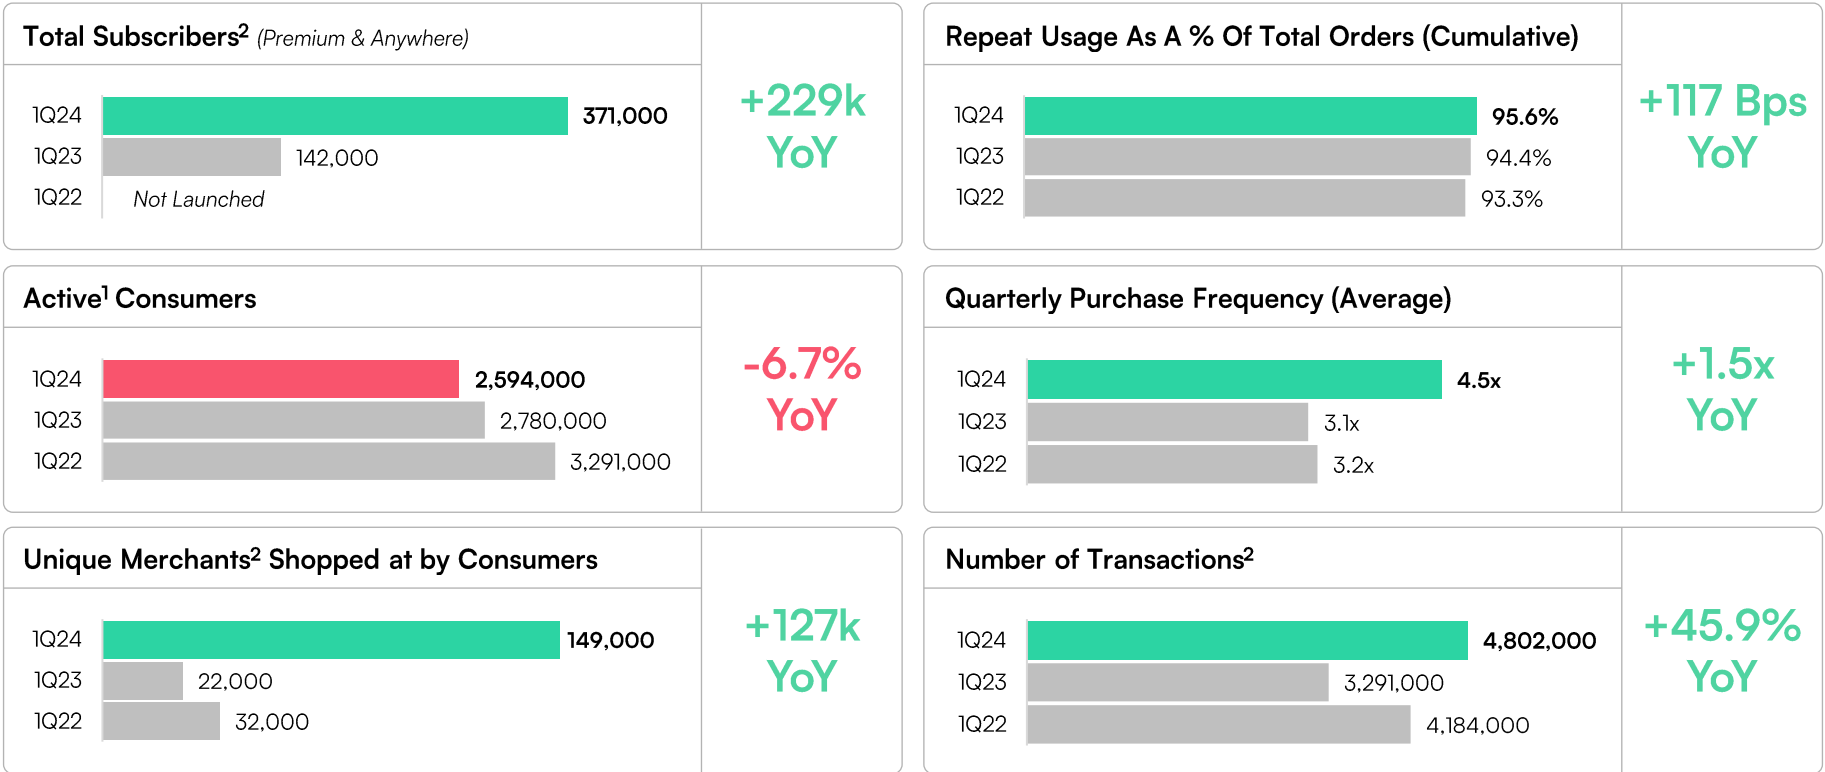 Total Subscribers² (Premium & Anywhere)
1Q24 371,000
1Q23 142,000
1Q22 Not Launched
+229k
YoY
Repeat Usage As A % Of Total Orders (Cumulative)
1Q24 95.6%
1Q23 94.4%
1Q22 93.3%
+117 Bps
YoY
Active¹ Consumers
1Q24 2,594,000
1Q23 2,780,000
1Q22 3,291,000
-6.7%
YoY
Quarterly Purchase Frequency (Average)
1Q24 4.5x
1Q23 3.1x
1Q22 3.2x
+1.5x
YoY
Unique Merchants² Shopped at by Consumers
1Q24 149,000
1Q23 22,000
1Q22 32,000
+127k
YoY
Number of Transactions²
1Q24 4,802,000
1Q23 3,291,000
1Q22 4,184,000
+45.9%
YoY